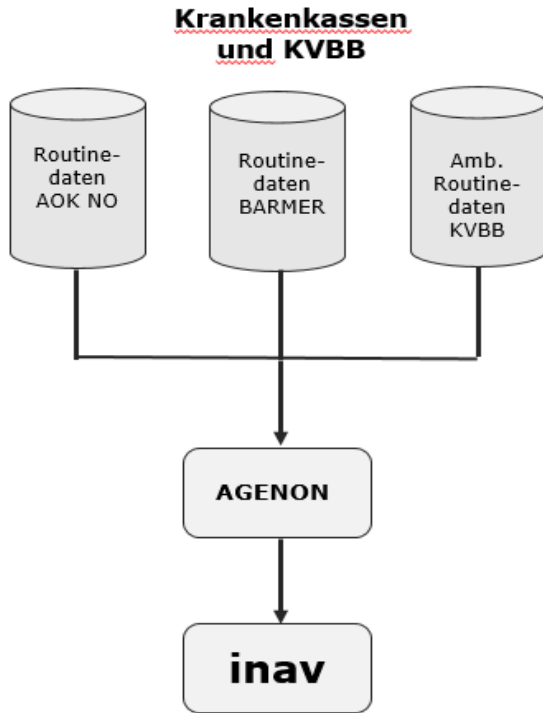 Krankenkassen
und KVBB
Routine-
daten
AOK NO
Routine-
daten
BARMER
Amb.
Routine-
daten
KVBB
AGENON
inav